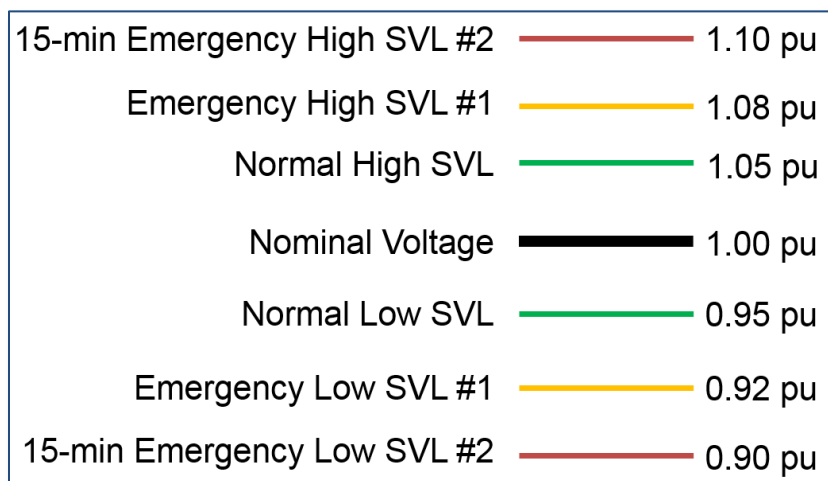 15-min Emergency High SVL #2 1.10 pu
Emergency High SVL #1 1.08 pu
Normal High SVL 1.05 pu
Nominal Voltage 1.00 pu
Normal Low SVL 0.95 pu
Emergency Low SVL #1 0.92 pu
15-min Emergency Low SVL #2 0.90 pu